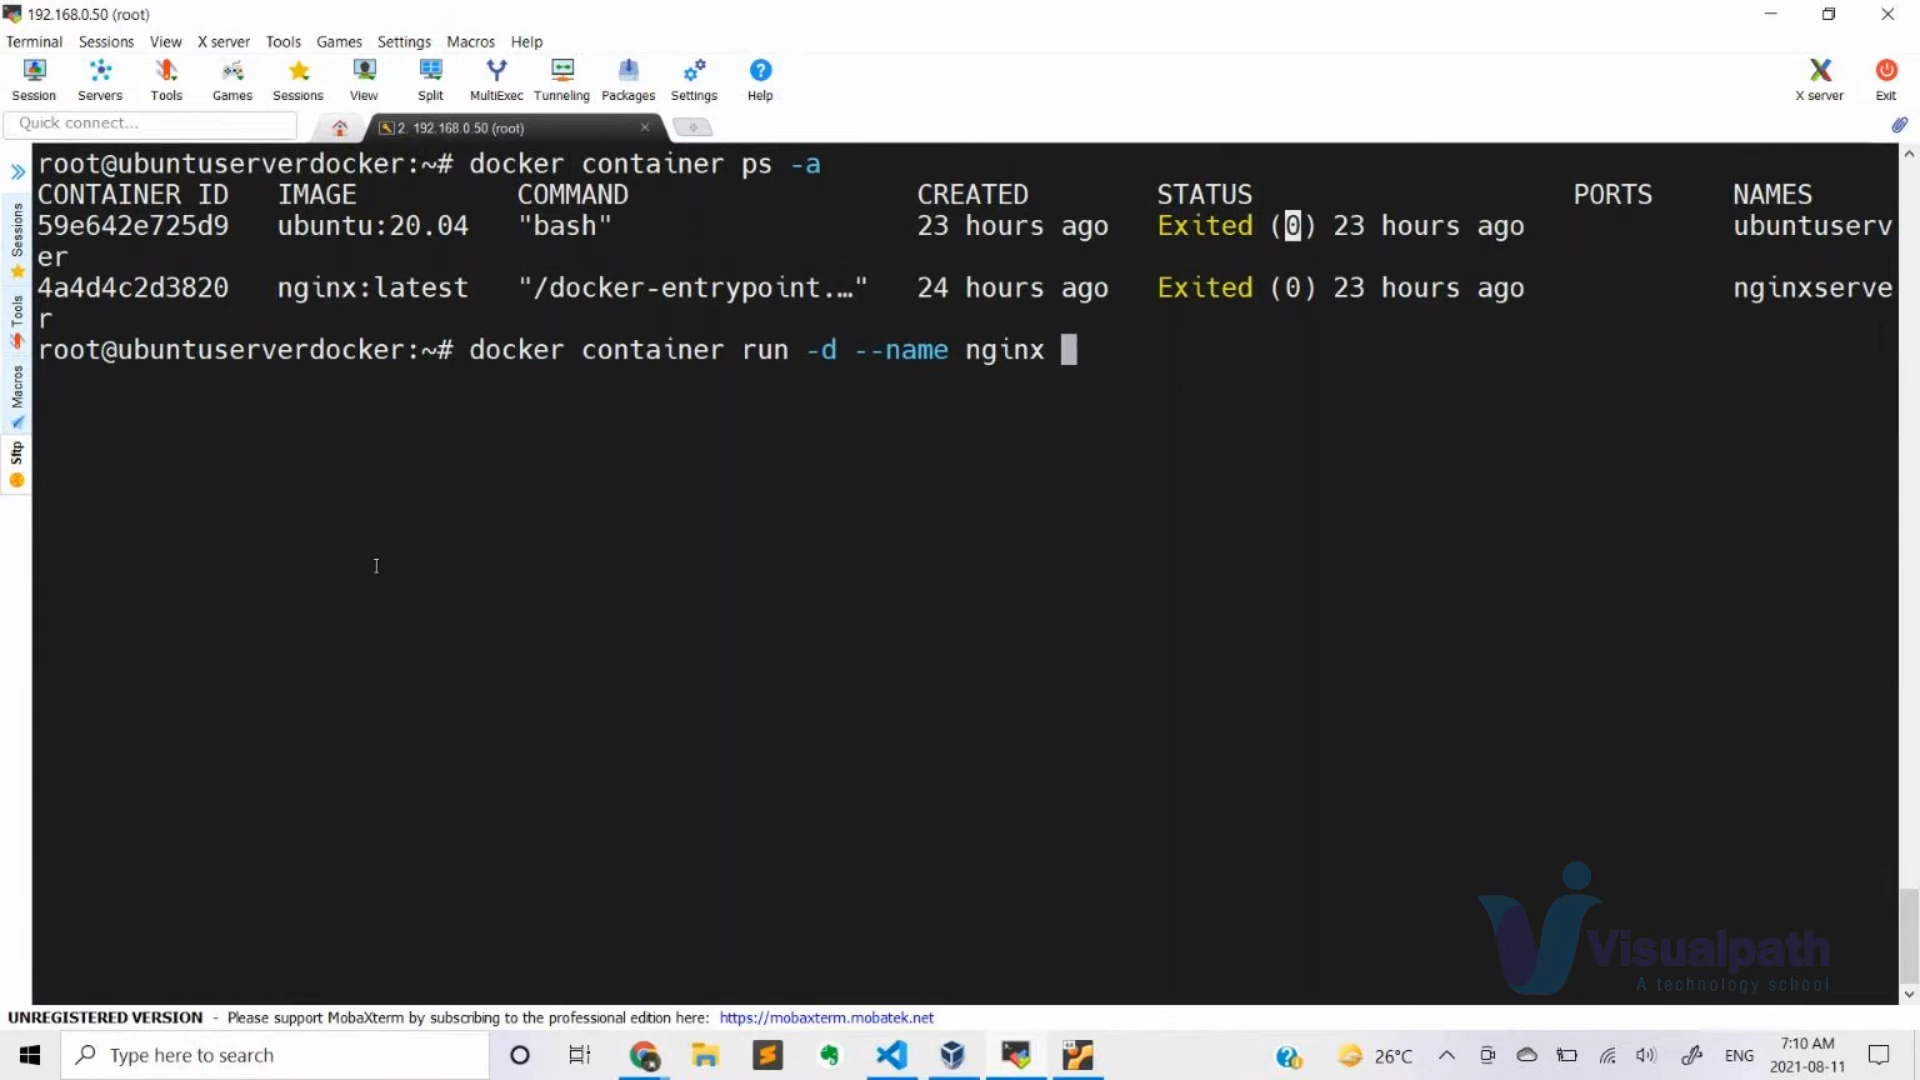 192.168.0.50 (root)
Terminal Sessions View X server Tools Games Settings Macros Help
Session Servers Tools Games Sessions View Split MultiExec Tunneling Packages Settings Help X server Exit
Quick connect...
2. 192.168.0.50 (root)
root@ubuntuserverdocker:~# docker container ps -a
CONTAINER ID IMAGE COMMAND CREATED STATUS PORTS NAMES
59e642e725d9 ubuntu:20.04 "bash" 23 hours ago Exited (0) 23 hours ago ubuntuserv
er
4a4d4c2d3820 nginx:latest "/docker-entrypoint.…" 24 hours ago Exited (0) 23 hours ago nginxserve
r
root@ubuntuserverdocker:~# docker container run -d --name nginx
Sessions
Tools
Macros
Sftp
Visualpath
A technology school
UNREGISTERED VERSION - Please support MobaXterm by subscribing to the professional edition here: https://mobaxterm.mobatek.net
Type here to search
26°C
ENG
7:10 AM
2021-08-11